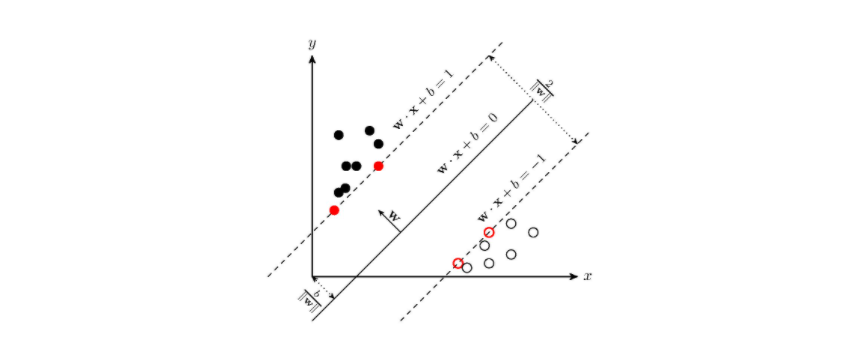 y
w · x + b = 1
2/‖w‖
w · x + b = 0
w · x + b = −1
w
x
b/‖w‖